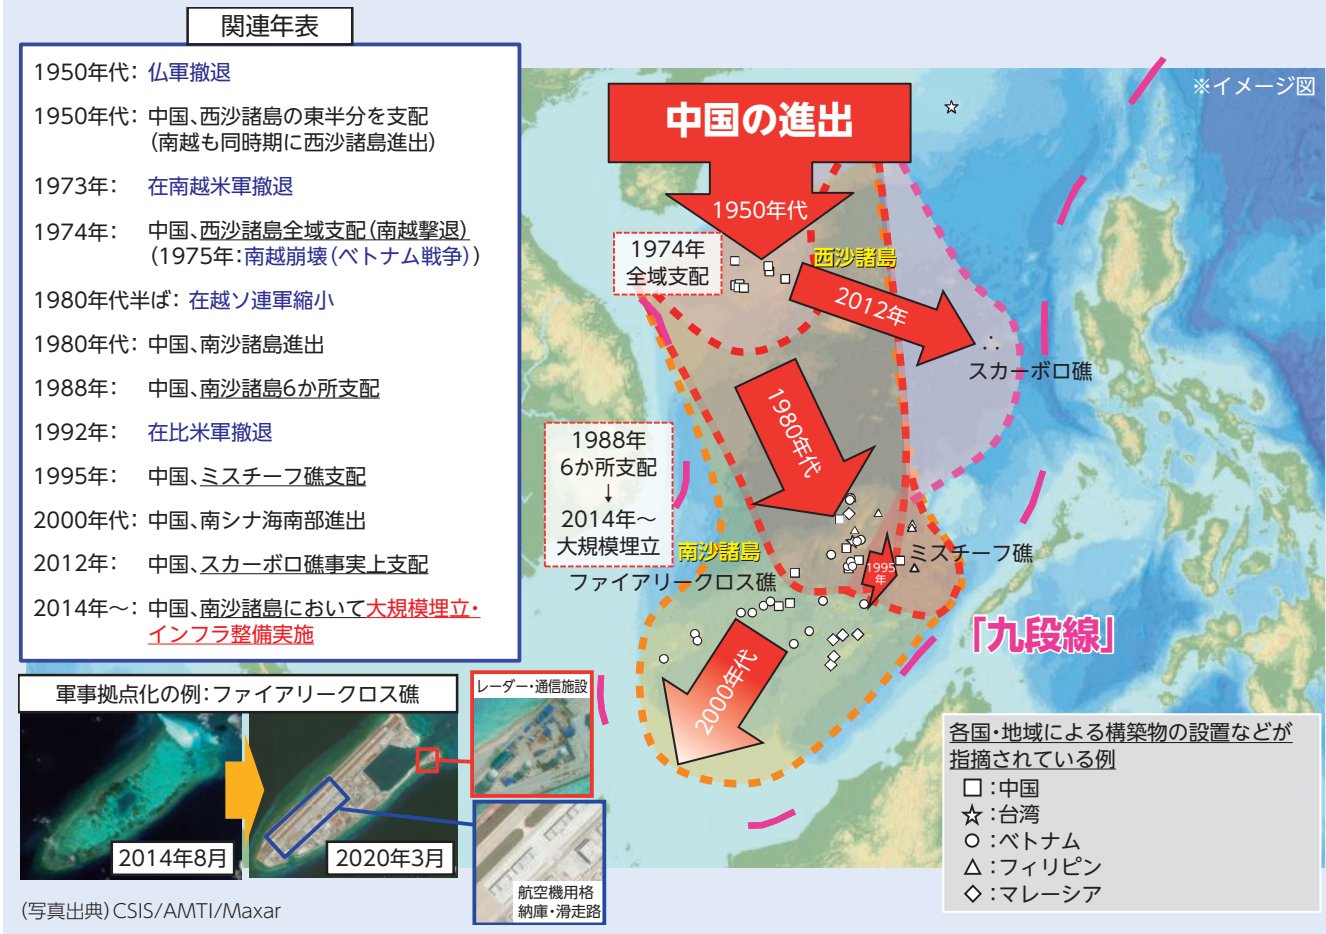 関連年表
1950年代：仏軍撤退
1950年代：中国、西沙諸島の東半分を支配
（南越も同時期に西沙諸島進出）
1973年：在南越米軍撤退
1974年：中国、西沙諸島全域支配（南越撃退）
（1975年：南越崩壊（ベトナム戦争））
1980年代半ば：在越ソ連軍縮小
1980年代：中国、南沙諸島進出
1988年：中国、南沙諸島6か所支配
1992年：在比米軍撤退
1995年：中国、ミスチーフ礁支配
2000年代：中国、南シナ海南部進出
2012年：中国、スカーボロ礁事実上支配
2014年～：中国、南沙諸島において大規模埋立・
インフラ整備実施
※イメージ図
中国の進出
1950年代
1974年
全域支配
西沙諸島
2012年
スカーボロ礁
1980年代
1988年
6か所支配
↓
2014年～
大規模埋立
南沙諸島
ファイアリークロス礁
ミスチーフ礁
1995
年
「九段線」
2000年代
軍事拠点化の例：ファイアリークロス礁
2014年8月
2020年3月
レーダー・通信施設
航空機用格
納庫・滑走路
（写真出典）CSIS/AMTI/Maxar
各国・地域による構築物の設置などが
指摘されている例
□：中国
☆：台湾
○：ベトナム
△：フィリピン
◇：マレーシア